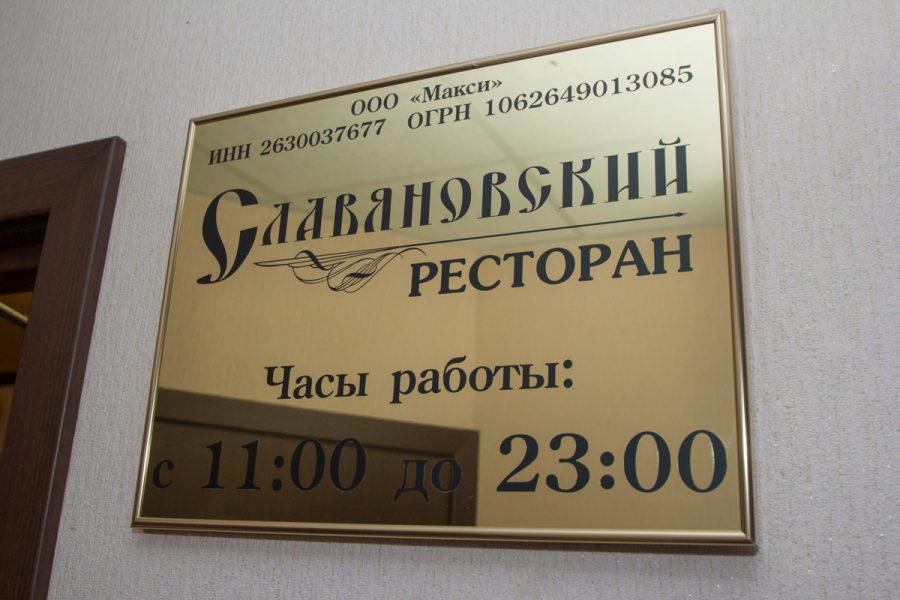 ООО «Макси»
ИНН 2630037677 ОГРН 1062649013085
Славяновский
РЕСТОРАН
Часы работы:
с 11:00 до 23:00